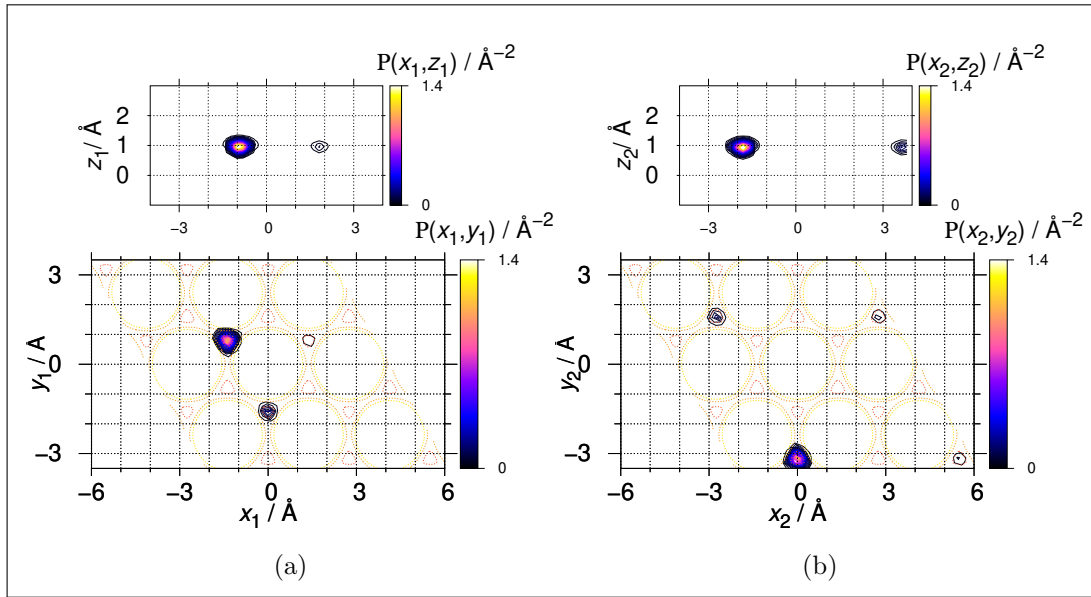 P(x₁,z₁) / Å⁻²
1.4
0
z₁/ Å
2
1
0
−3 0 3
P(x₂,z₂) / Å⁻²
1.4
0
z₂/ Å
2
1
0
−3 0 3
P(x₁,y₁) / Å⁻²
1.4
0
y₁/ Å
3
0
−3
−6 −3 0 3 6
x₁ / Å
P(x₂,y₂) / Å⁻²
1.4
0
y₂/ Å
3
0
−3
−6 −3 0 3 6
x₂ / Å
(a) (b)